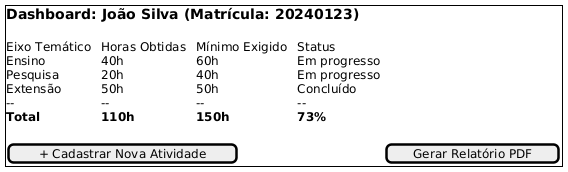 Dashboard: João Silva (Matrícula: 20240123)
Eixo Temático Horas Obtidas Mínimo Exigido Status
Ensino 40h 60h Em progresso
Pesquisa 20h 40h Em progresso
Extensão 50h 50h Concluído
-- -- -- --
Total 110h 150h 73%
+ Cadastrar Nova Atividade Gerar Relatório PDF